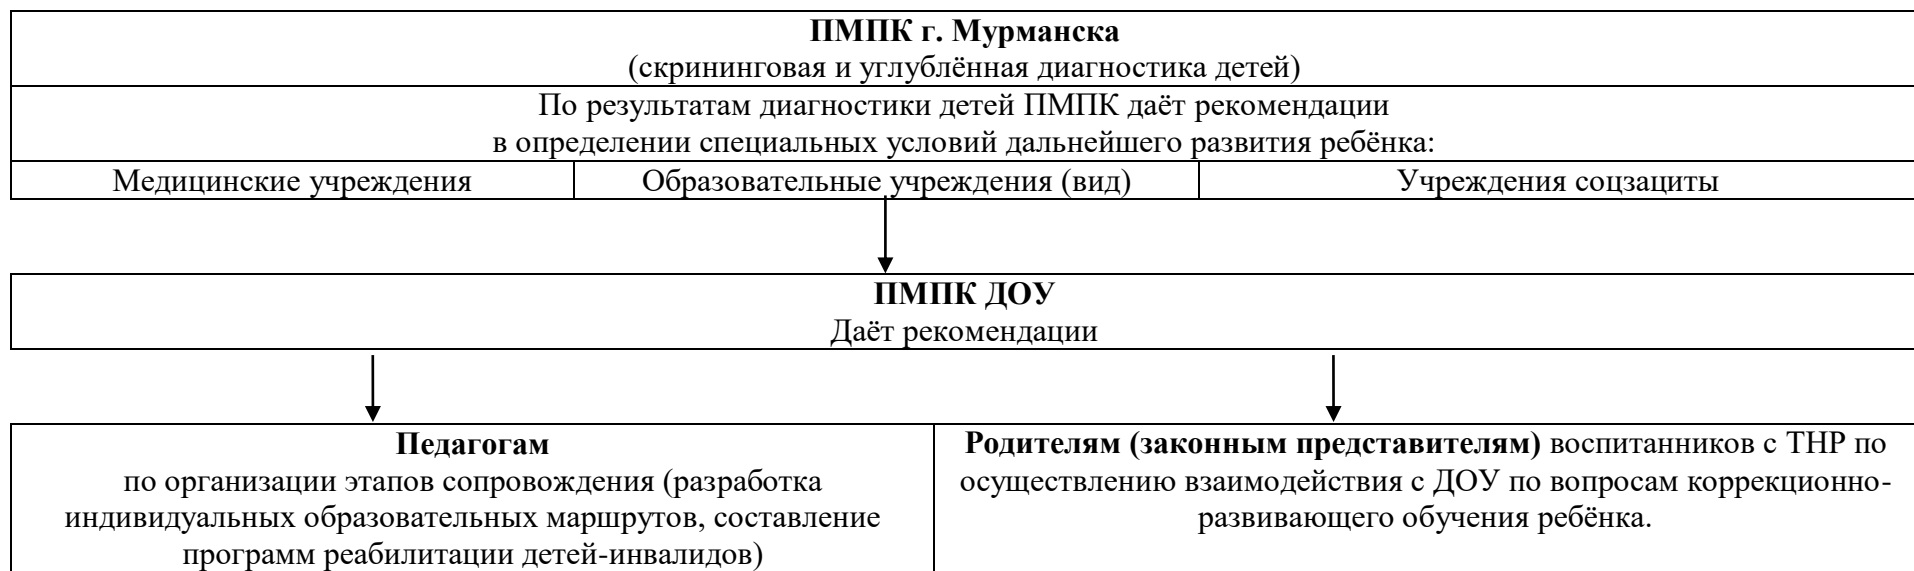 ПМПК г. Мурманска
(скрининговая и углублённая диагностика детей)
По результатам диагностики детей ПМПК даёт рекомендации
в определении специальных условий дальнейшего развития ребёнка:
Медицинские учреждения
Образовательные учреждения (вид)
Учреждения соцзациты
ПМПК ДОУ
Даёт рекомендации
Педагогам
по организации этапов сопровождения (разработка
индивидуальных образовательных маршрутов, составление
программ реабилитации детей-инвалидов)
Родителям (законным представителям) воспитанников с ТНР по
осуществлению взаимодействия с ДОУ по вопросам коррекционно-
развивающего обучения ребёнка.